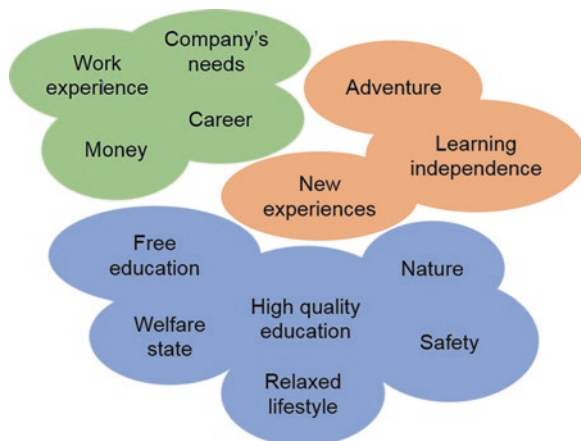 Company's
needs
Work
experience
Career
Money
Adventure
Learning
independence
New
experiences
Free
education
Nature
High quality
education
Welfare
state
Safety
Relaxed
lifestyle